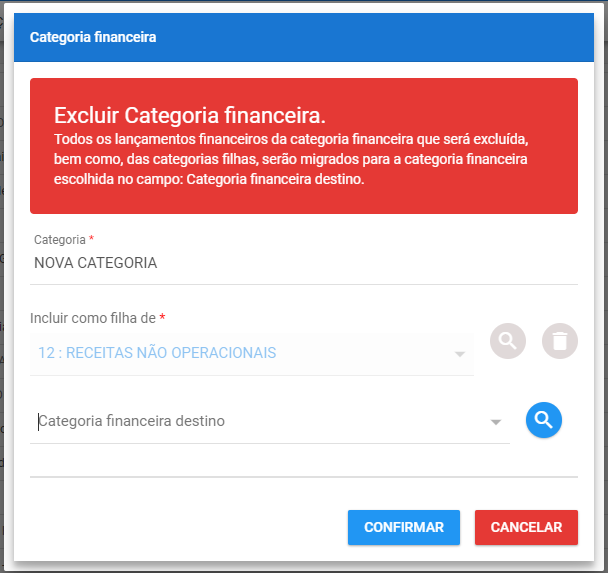 Categoria financeira
Excluir Categoria financeira.
Todos os lançamentos financeiros da categoria financeira que será excluída,
bem como, das categorias filhas, serão migrados para a categoria financeira
escolhida no campo: Categoria financeira destino.
Categoria *
NOVA CATEGORIA
Incluir como filha de *
12 : RECEITAS NÃO OPERACIONAIS
Categoria financeira destino
CONFIRMAR CANCELAR